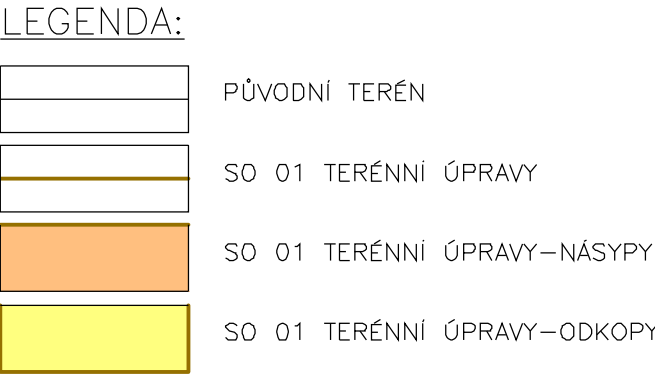 LEGENDA:
PŮVODNÍ TERÉN
SO 01 TERÉNNÍ ÚPRAVY
SO 01 TERÉNNÍ ÚPRAVY–NÁSYPY
SO 01 TERÉNNÍ ÚPRAVY–ODKOPY